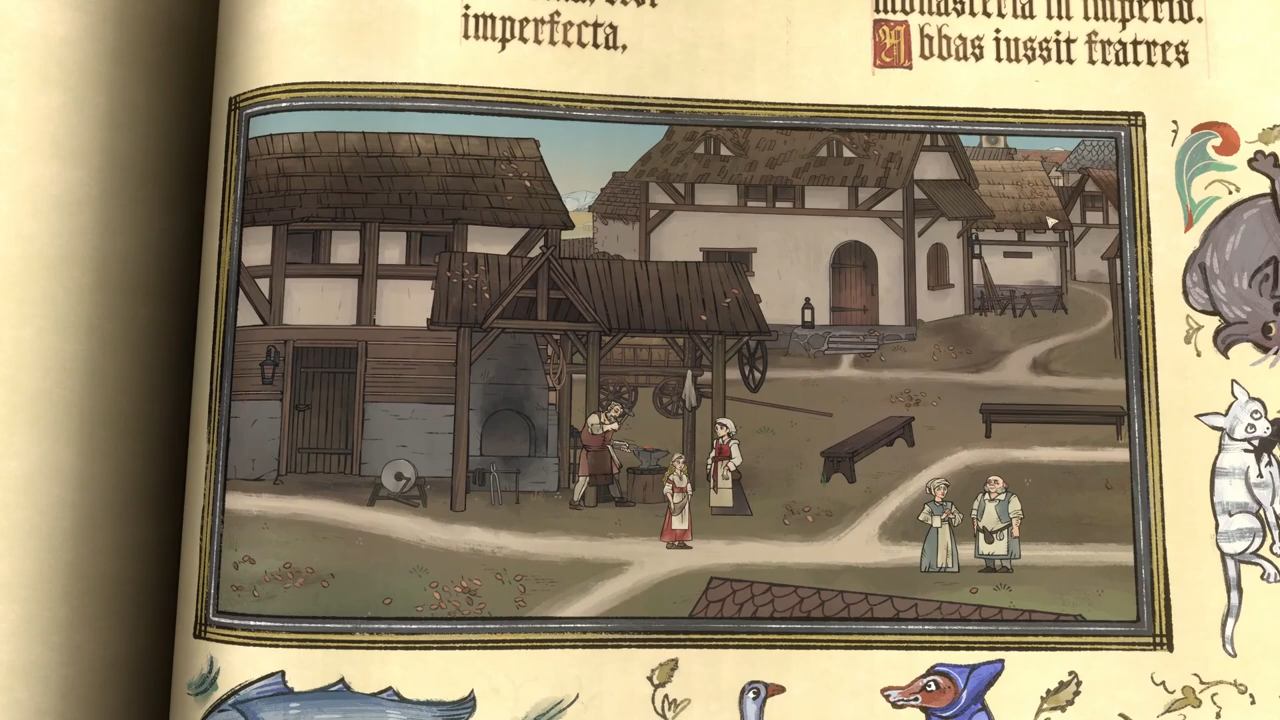 imperfecta,
monasteria in imperio.
Abbas iussit fratres